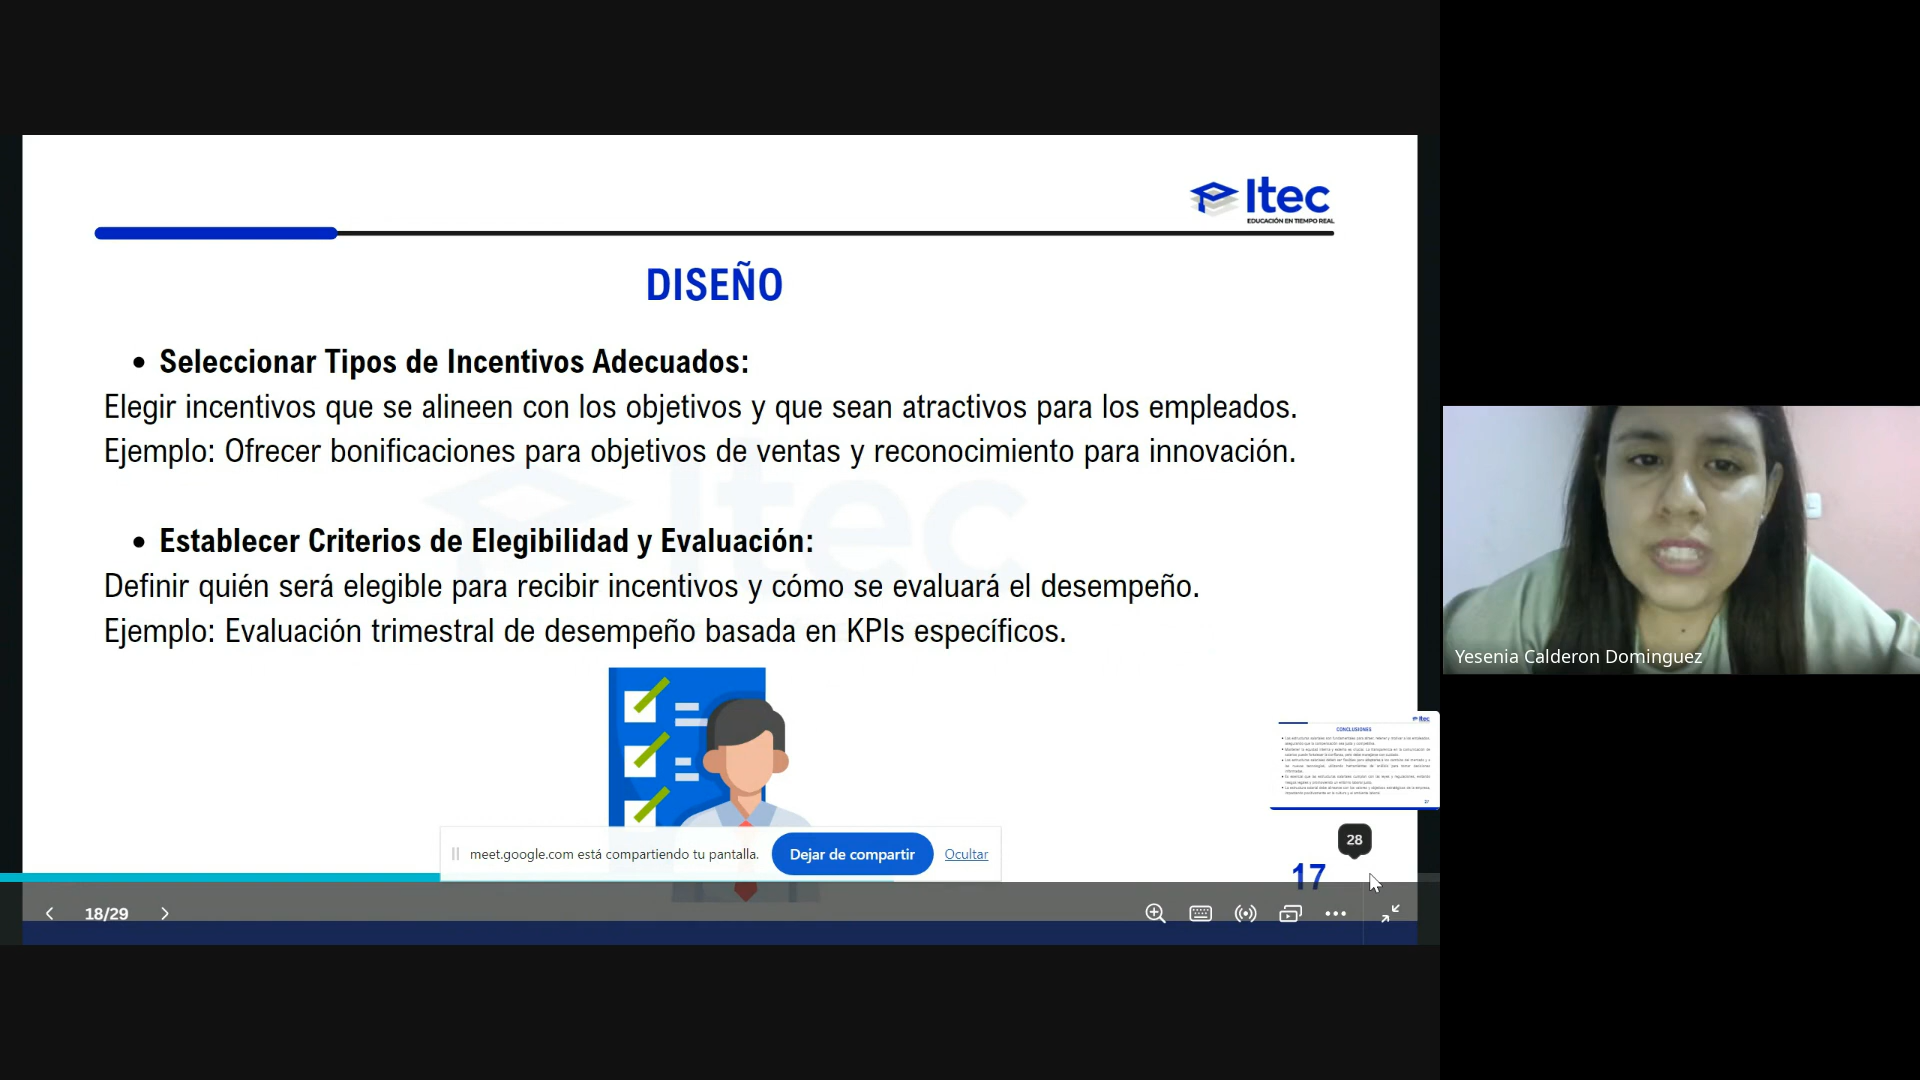 Itec
EDUCACIÓN EN TIEMPO REAL
DISEÑO
• Seleccionar Tipos de Incentivos Adecuados:
Elegir incentivos que se alineen con los objetivos y que sean atractivos para los empleados.
Ejemplo: Ofrecer bonificaciones para objetivos de ventas y reconocimiento para innovación.
Itec
• Establecer Criterios de Elegibilidad y Evaluación:
Definir quién será elegible para recibir incentivos y cómo se evaluará el desempeño.
Ejemplo: Evaluación trimestral de desempeño basada en KPIs específicos.
Yesenia Calderon Dominguez
Itec
CONCLUSIONES
28
meet.google.com está compartiendo tu pantalla.
Dejar de compartir
Ocultar
17
18/29